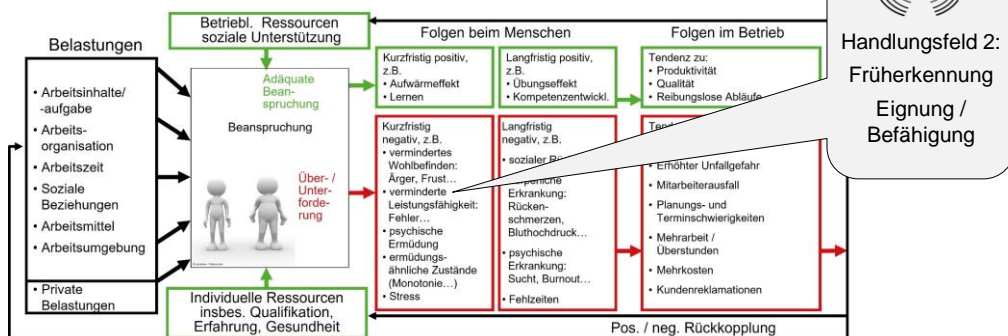 Betriebl. Ressourcen
soziale Unterstützung
Belastungen
• Arbeitsinhalte/
-aufgabe
• Arbeits-
organisation
• Arbeitszeit
• Soziale
Beziehungen
• Arbeitsmittel
• Arbeitsumgebung
• Private
Belastungen
Adäquate
Bean-
spruchung
Beanspruchung
Über- /
Unter-
forde-
rung
Individuelle Ressourcen
insbes. Qualifikation,
Erfahrung, Gesundheit
Folgen beim Menschen
Kurzfristig positiv,
z.B.
• Aufwärmeffekt
• Lernen
Langfristig positiv,
z.B.
• Übungseffekt
• Kompetenzentwickl.
Kurzfristig
negativ, z.B.
• vermindertes
Wohlbefinden:
Ärger, Frust…
• verminderte
Leistungsfähigkeit:
Fehler…
• psychische
Ermüdung
• ermüdungs-
ähnliche Zustände
(Monotonie…)
• Stress
Langfristig
negativ, z.B.
• sozialer
Erkrankung:
Rücken-
schmerzen,
Bluthochdruck…
• psychische
Erkrankung:
Sucht, Burnout…
• Fehlzeiten
Folgen im Betrieb
Tendenz zu:
• Produktivität
• Qualität
• Reibungslose Abläufe
• Erhöhter Unfallgefahr
• Mitarbeiterausfall
• Planungs- und
Terminschwierigkeiten
• Mehrarbeit /
Überstunden
• Mehrkosten
• Kundenreklamationen
Pos. / neg. Rückkopplung
Handlungsfeld 2:
Früherkennung
Eignung /
Befähigung